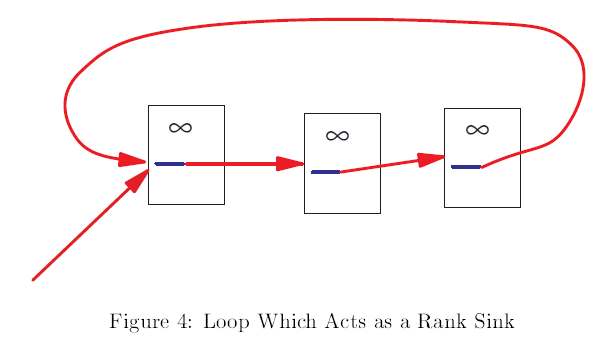 ∞ ∞ ∞
Figure 4: Loop Which Acts as a Rank Sink